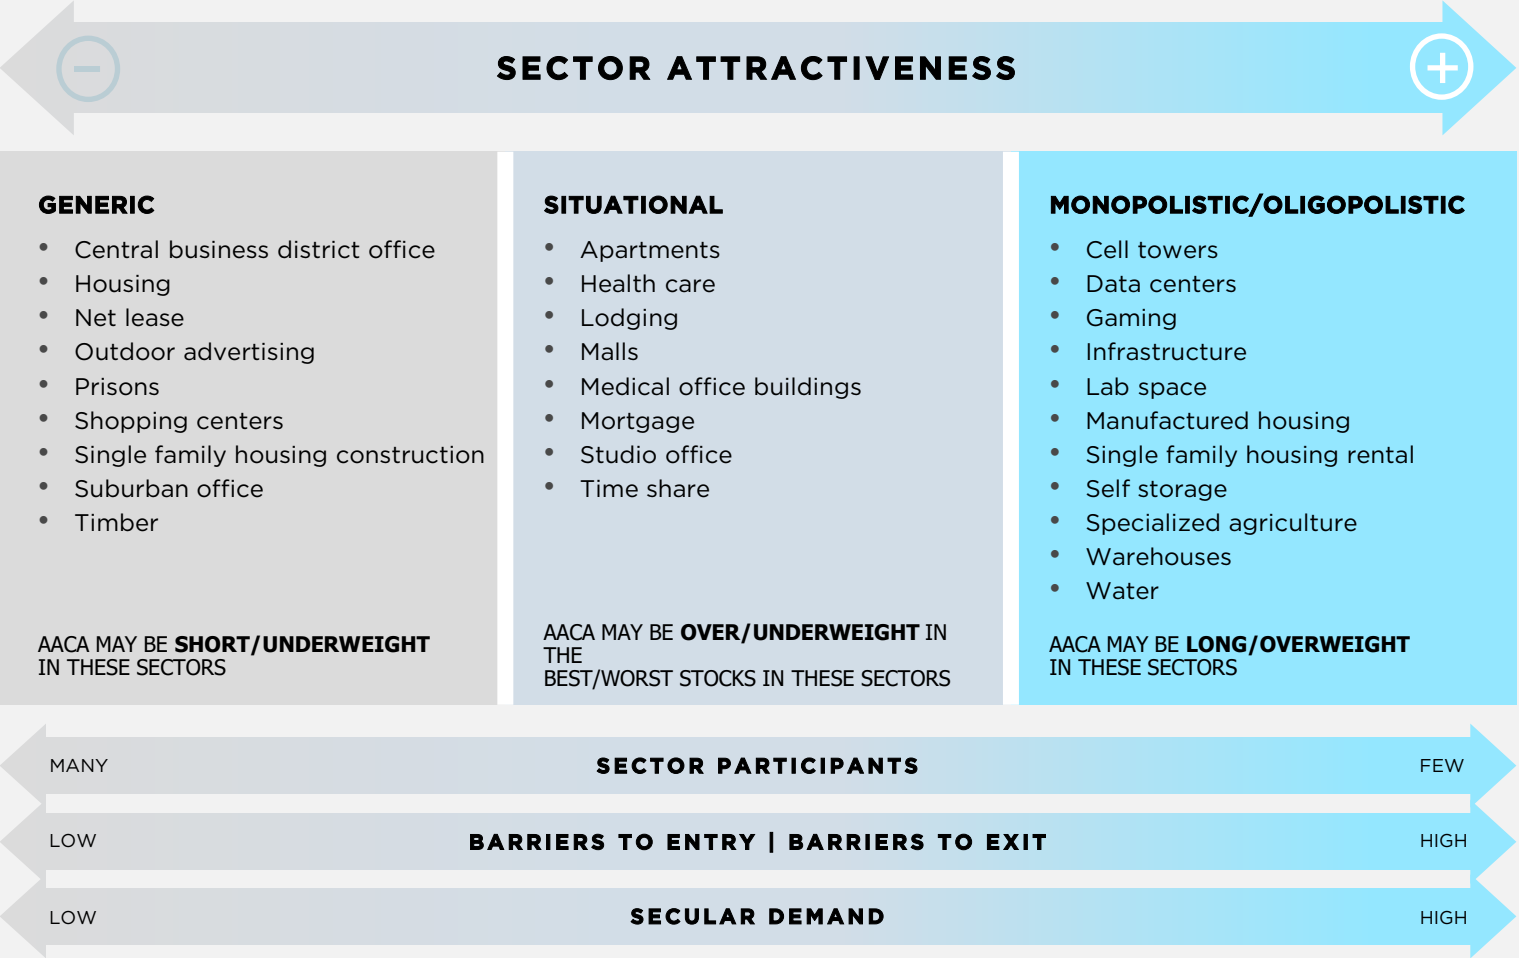 SECTOR ATTRACTIVENESS
GENERIC
• Central business district office
• Housing
• Net lease
• Outdoor advertising
• Prisons
• Shopping centers
• Single family housing construction
• Suburban office
• Timber
AACA MAY BE SHORT/UNDERWEIGHT
IN THESE SECTORS
SITUATIONAL
• Apartments
• Health care
• Lodging
• Malls
• Medical office buildings
• Mortgage
• Studio office
• Time share
AACA MAY BE OVER/UNDERWEIGHT IN
THE
BEST/WORST STOCKS IN THESE SECTORS
MONOPOLISTIC/OLIGOPOLISTIC
• Cell towers
• Data centers
• Gaming
• Infrastructure
• Lab space
• Manufactured housing
• Single family housing rental
• Self storage
• Specialized agriculture
• Warehouses
• Water
AACA MAY BE LONG/OVERWEIGHT
IN THESE SECTORS
MANY SECTOR PARTICIPANTS FEW
LOW BARRIERS TO ENTRY | BARRIERS TO EXIT HIGH
LOW SECULAR DEMAND HIGH